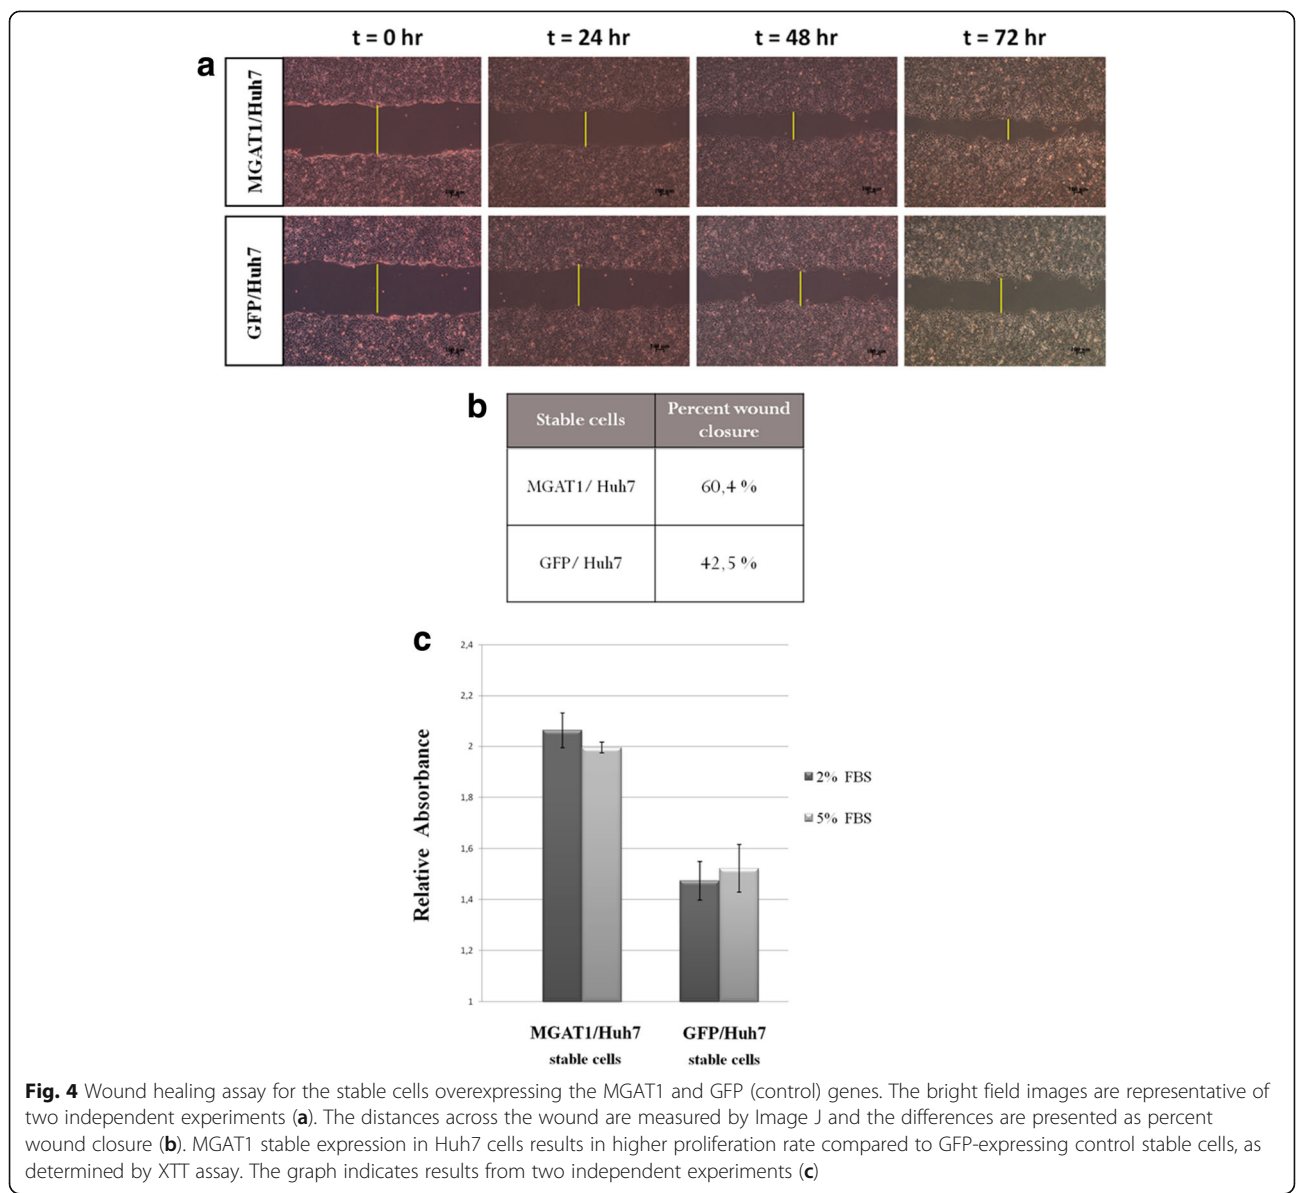 t = 0 hr
t = 24 hr
t = 48 hr
t = 72 hr
a
MGAT1/Huh7
GFP/Huh7
b
Stable cells
Percent wound
closure
MGAT1/ Huh7
60,4 %
GFP/ Huh7
42,5 %
c
Relative Absorbance
2,4
2,2
2
1,8
1,6
1,4
1,2
1
2% FBS
5% FBS
MGAT1/Huh7
stable cells
GFP/Huh7
stable cells
Fig. 4 Wound healing assay for the stable cells overexpressing the MGAT1 and GFP (control) genes. The bright field images are representative of
two independent experiments (a). The distances across the wound are measured by Image J and the differences are presented as percent
wound closure (b). MGAT1 stable expression in Huh7 cells results in higher proliferation rate compared to GFP-expressing control stable cells, as
determined by XTT assay. The graph indicates results from two independent experiments (c)